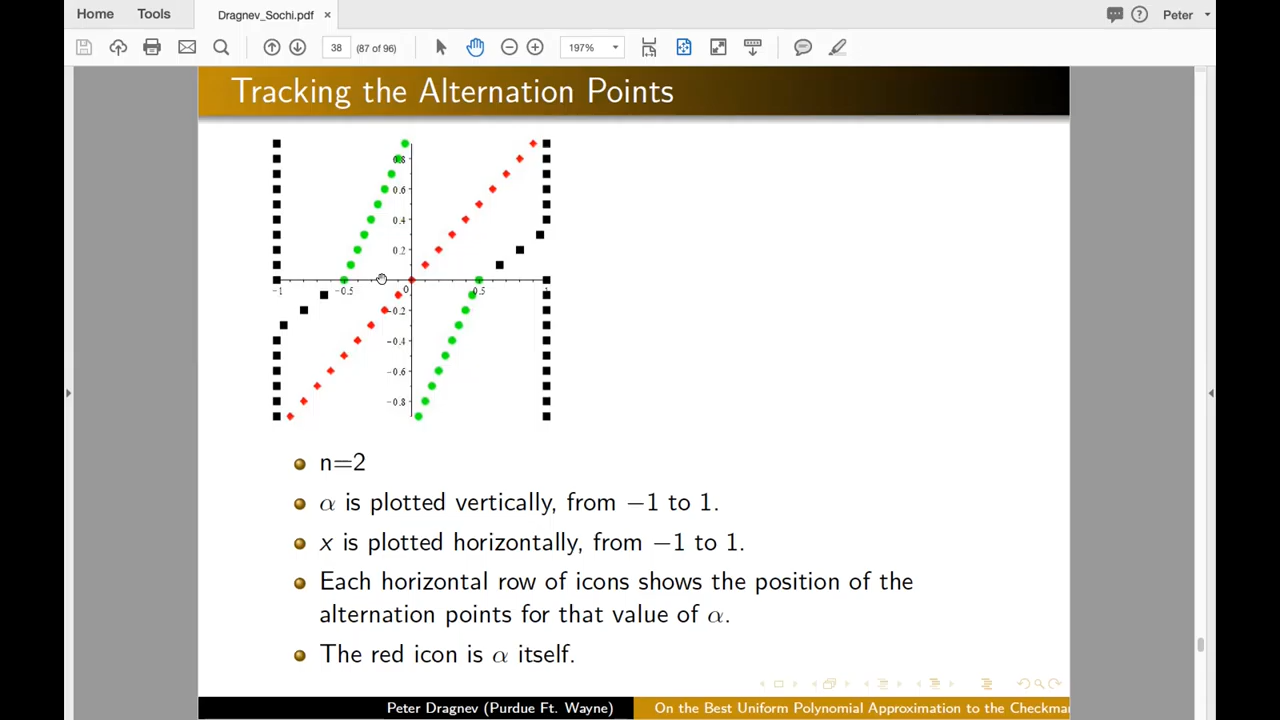 Home Tools Dragnev_Sochi.pdf × Peter
38 (87 of 96) 197%
Tracking the Alternation Points
0.8
0.6
0.4
0.2
−1 −0.5 0 0.5 1
−0.2
−0.4
−0.6
−0.8
n=2
α is plotted vertically, from −1 to 1.
x is plotted horizontally, from −1 to 1.
Each horizontal row of icons shows the position of the
alternation points for that value of α.
The red icon is α itself.
Peter Dragnev (Purdue Ft. Wayne) On the Best Uniform Polynomial Approximation to the Checkmar